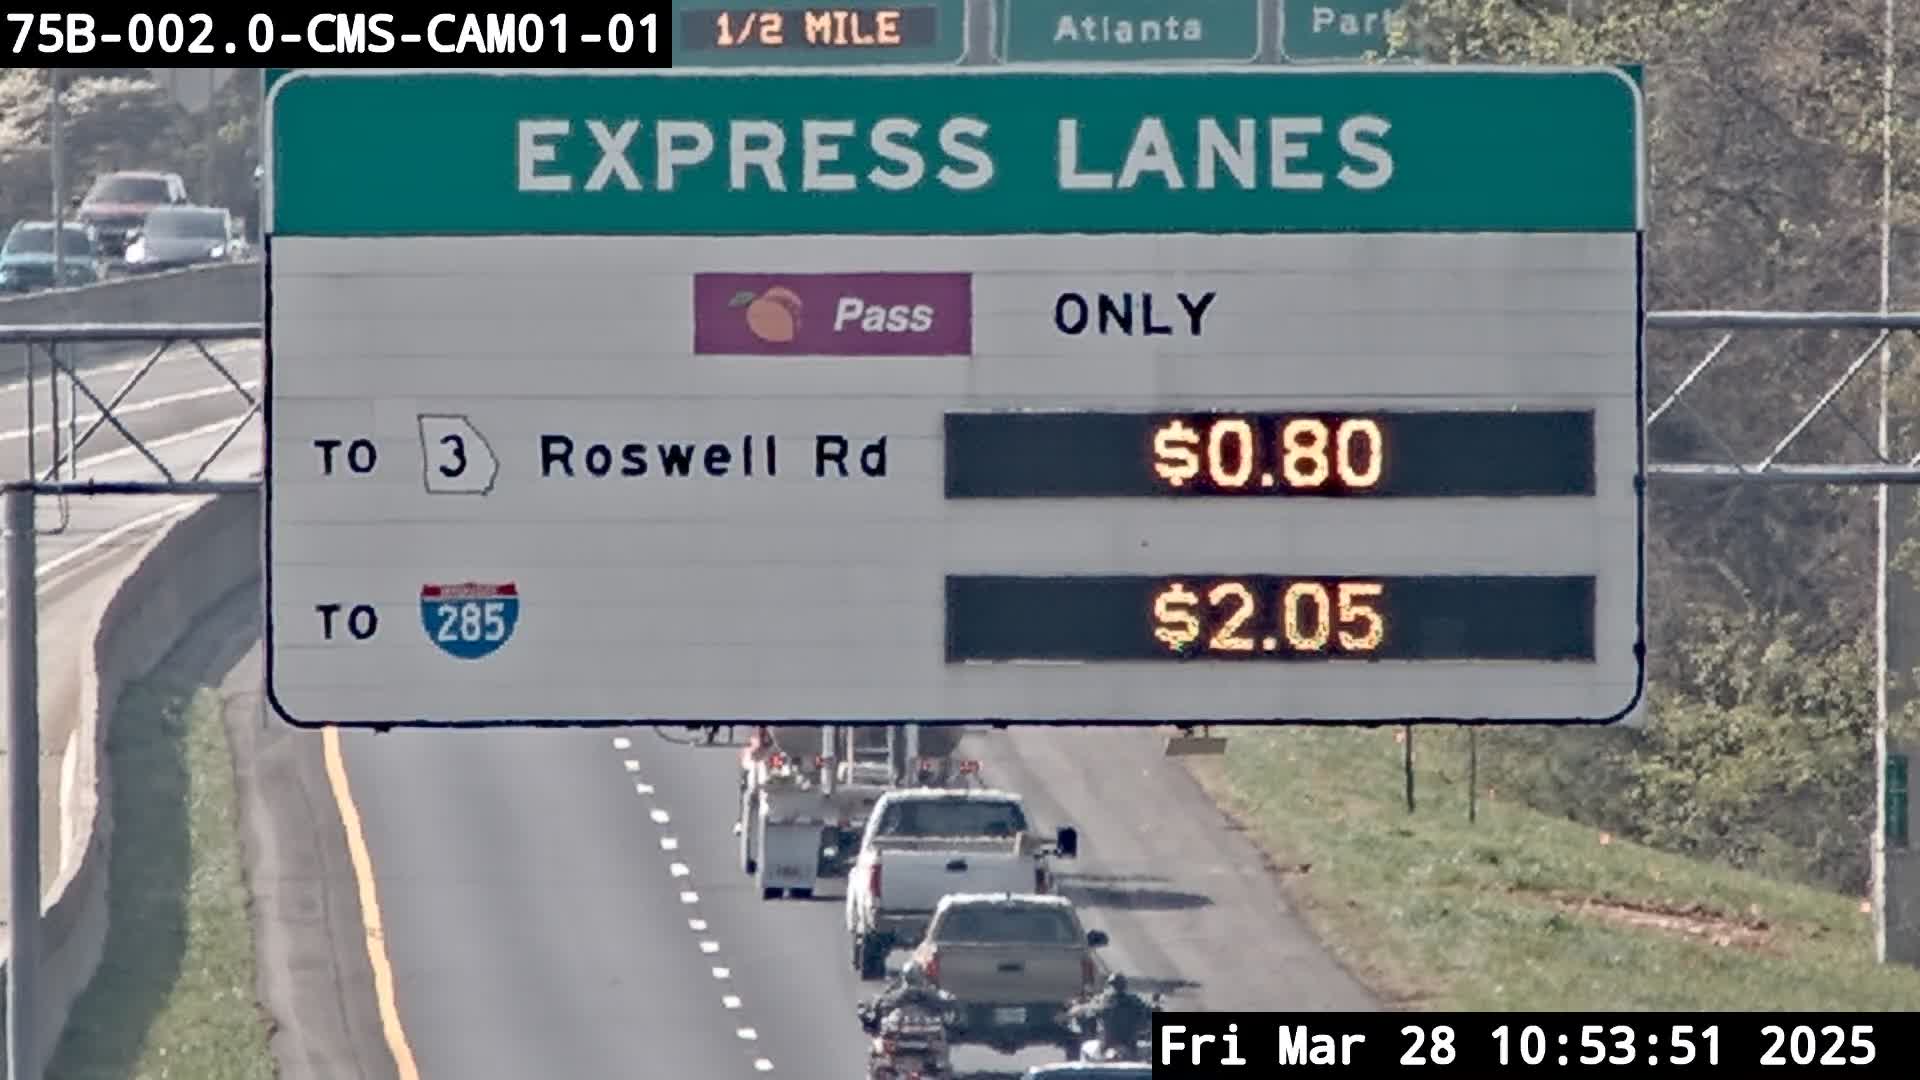 75B-002.0-CMS-CAM01-01
1/2 MILE
Atlanta
EXPRESS LANES
Pass ONLY
TO 3 Roswell Rd $0.80
TO 285 $2.05
Fri Mar 28 10:53:51 2025